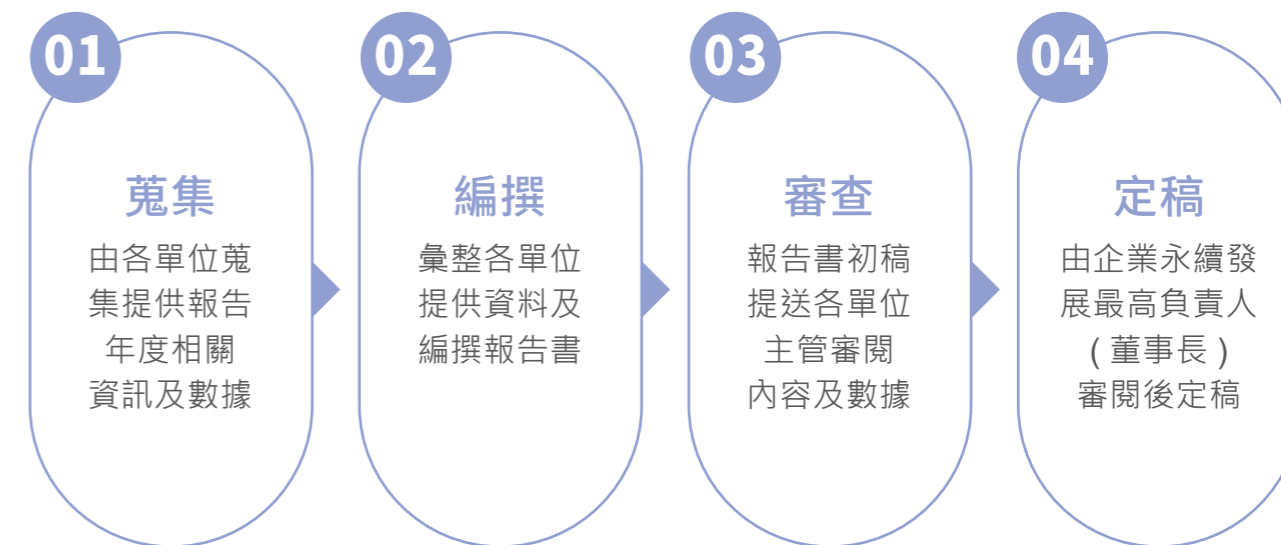 01
蒐集
由各單位蒐
集提供報告
年度相關
資訊及數據
02
編撰
彙整各單位
提供資料及
編撰報告書
03
審查
報告書初稿
提送各單位
主管審閱
內容及數據
04
定稿
由企業永續發
展最高負責人
( 董事長 )
審閱後定稿